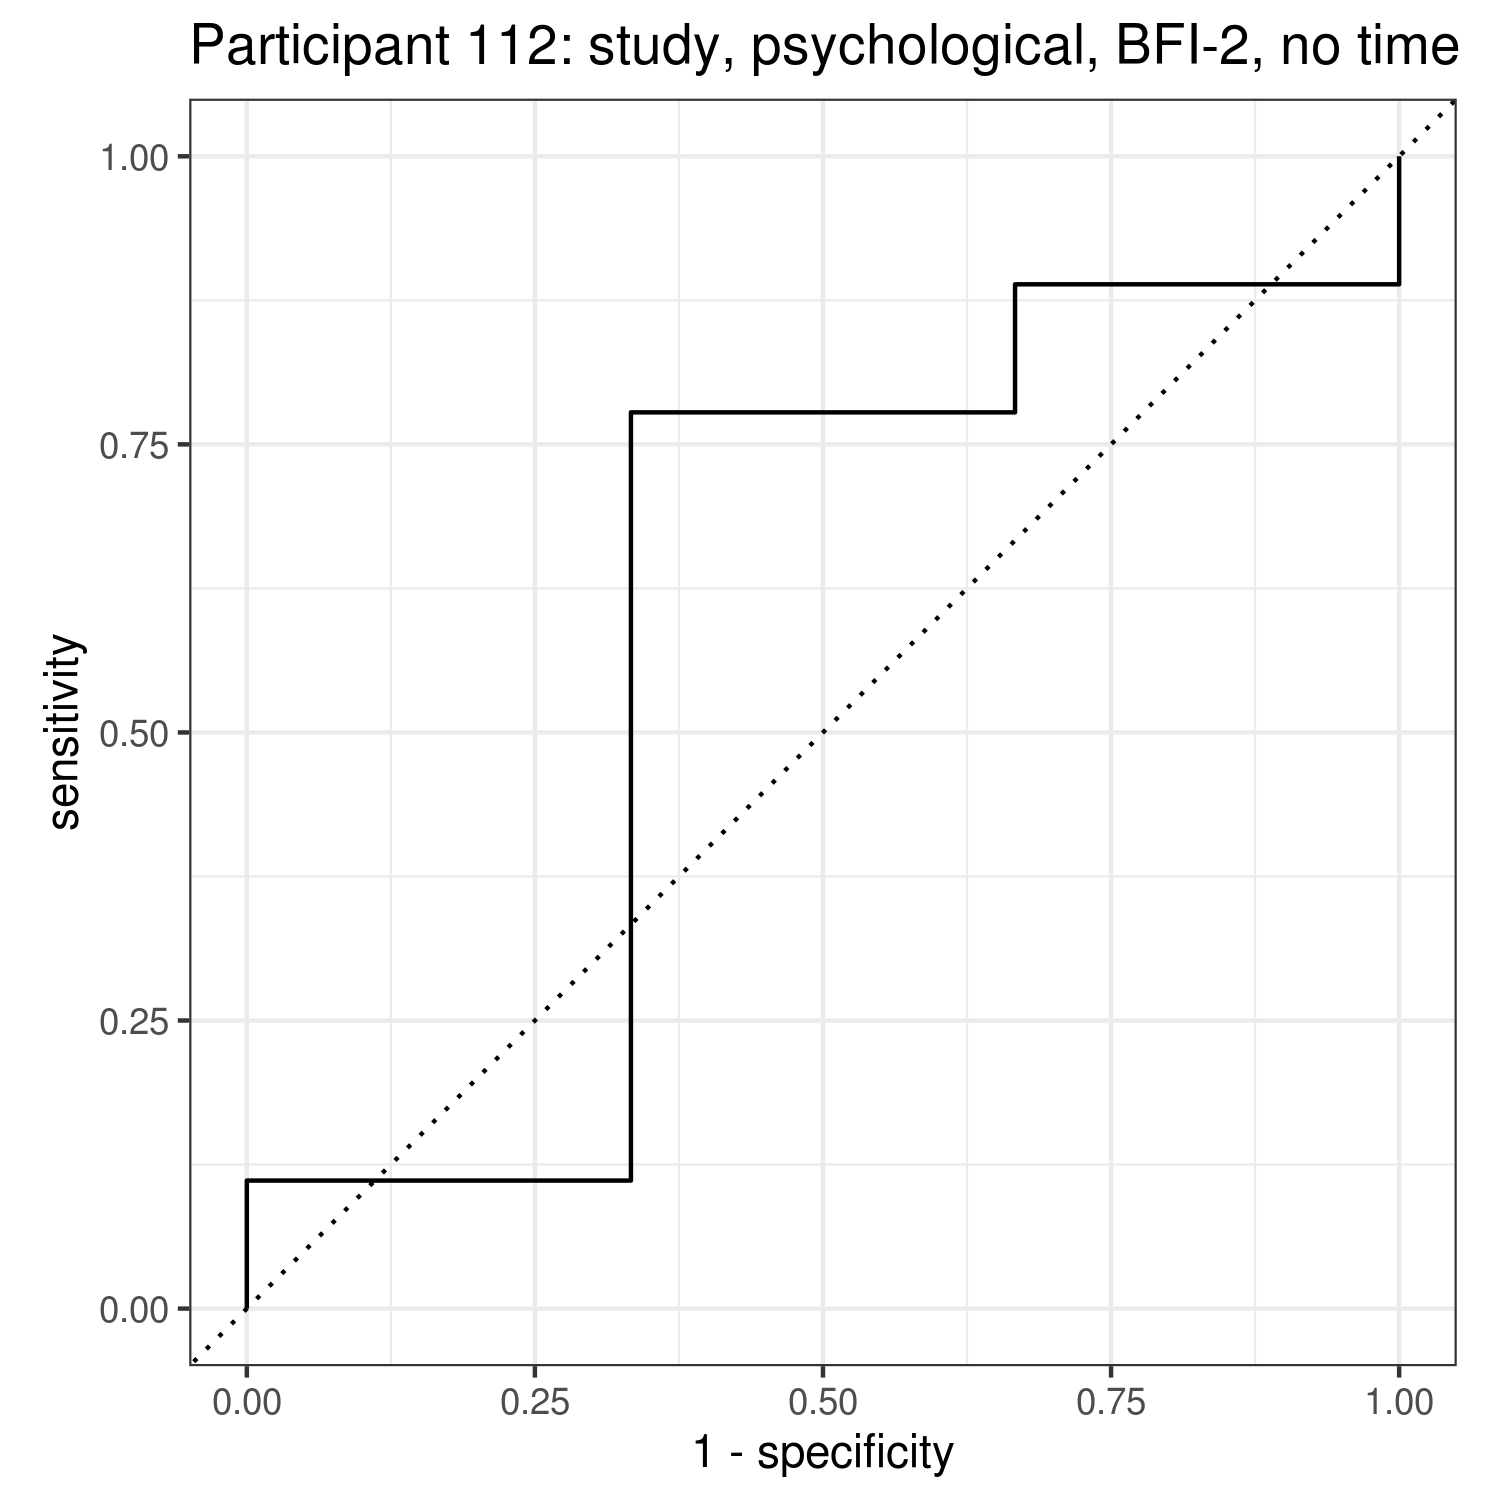 Participant 112: study, psychological, BFI-2, no time
1.00
0.75
0.50
0.25
0.00
sensitivity
0.00 0.25 0.50 0.75 1.00
1 - specificity